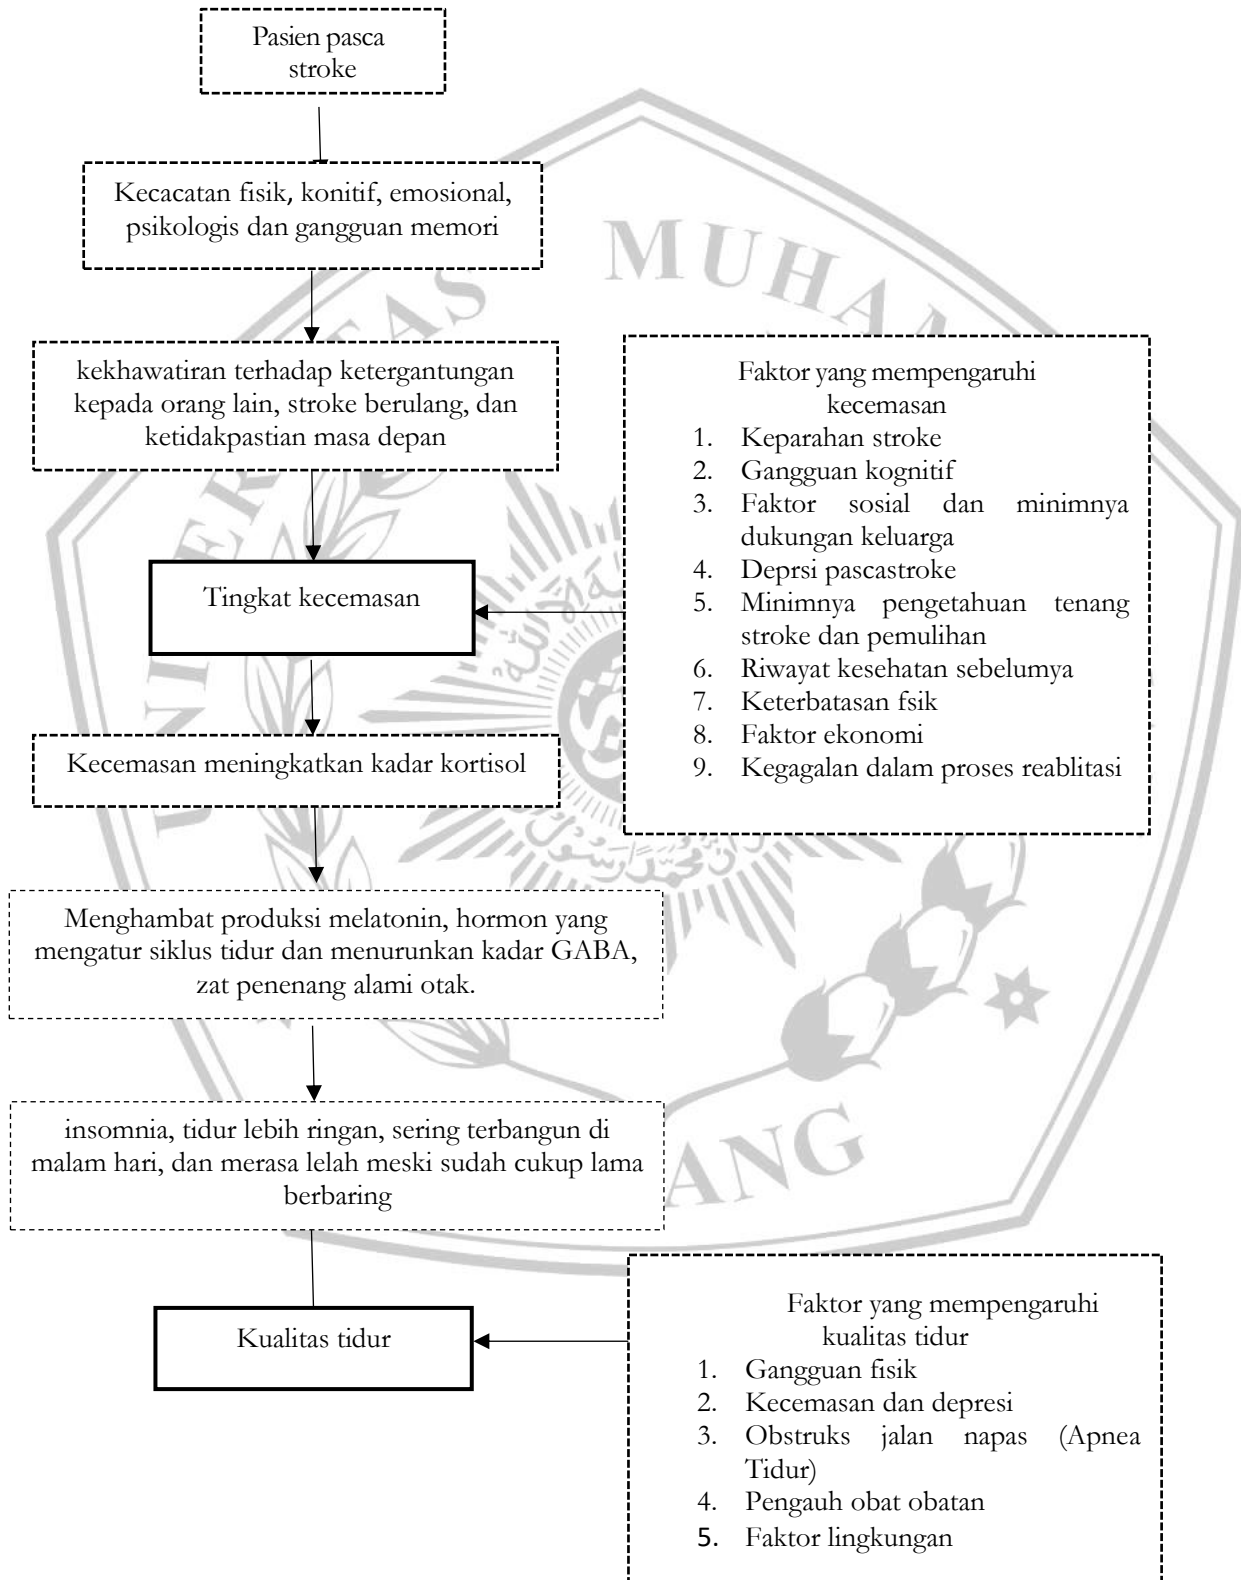 Pasien pasca
stroke
Kecacatan fisik, konitif, emosional,
psikologis dan gangguan memori
kekhawatiran terhadap ketergantungan
kepada orang lain, stroke berulang, dan
ketidakpastian masa depan
Tingkat kecemasan
Faktor yang mempengaruhi
kecemasan
1. Keparahan stroke
2. Gangguan kognitif
3. Faktor sosial dan minimnya
dukungan keluarga
4. Deprsi pascastroke
5. Minimnya pengetahuan tenang
stroke dan pemulihan
6. Riwayat kesehatan sebelumya
7. Keterbatasan fsik
8. Faktor ekonomi
9. Kegagalan dalam proses reablitasi
Kecemasan meningkatkan kadar kortisol
Menghambat produksi melatonin, hormon yang
mengatur siklus tidur dan menurunkan kadar GABA,
zat penenang alami otak.
insomnia, tidur lebih ringan, sering terbangun di
malam hari, dan merasa lelah meski sudah cukup lama
berbaring
Kualitas tidur
Faktor yang mempengaruhi
kualitas tidur
1. Gangguan fisik
2. Kecemasan dan depresi
3. Obstruks jalan napas (Apnea
Tidur)
4. Pengauh obat obatan
5. Faktor lingkungan